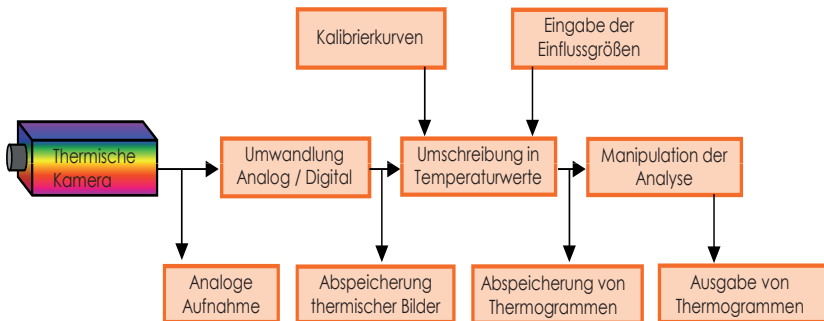 Kalibrierkurven
Eingabe der
Einflussgrößen
Thermische
Kamera
Umwandlung
Analog / Digital
Umschreibung in
Temperaturwerte
Manipulation der
Analyse
Analoge
Aufnahme
Abspeicherung
thermischer Bilder
Abspeicherung von
Thermogrammen
Ausgabe von
Thermogrammen